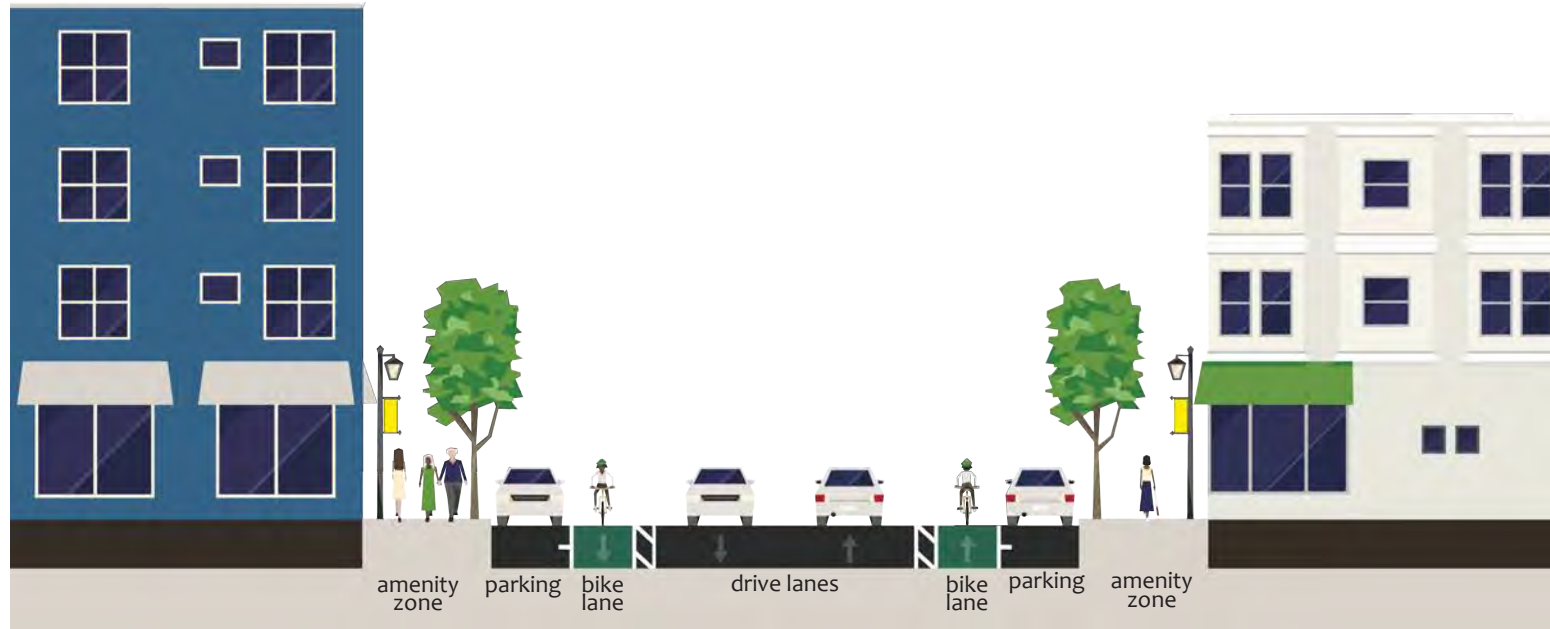 amenity
zone
parking
bike
lane
drive lanes
bike
lane
parking
amenity
zone